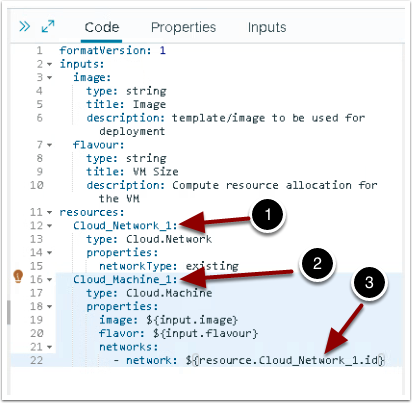 Code Properties Inputs
1 formatVersion: 1
2 inputs:
3 image:
4 type: string
5 title: Image
6 description: template/image to be used for
deployment
7 flavour:
8 type: string
9 title: VM Size
10 description: Compute resource allocation for
the VM
11 resources:
12 Cloud_Network_1: 1
13 type: Cloud.Network
14 properties:
15 networkType: existing
16 Cloud_Machine_1: 2
17 type: Cloud.Machine
18 properties: 3
19 image: ${input.image}
20 flavor: ${input.flavour}
21 networks:
22 - network: ${resource.Cloud_Network_1.id}